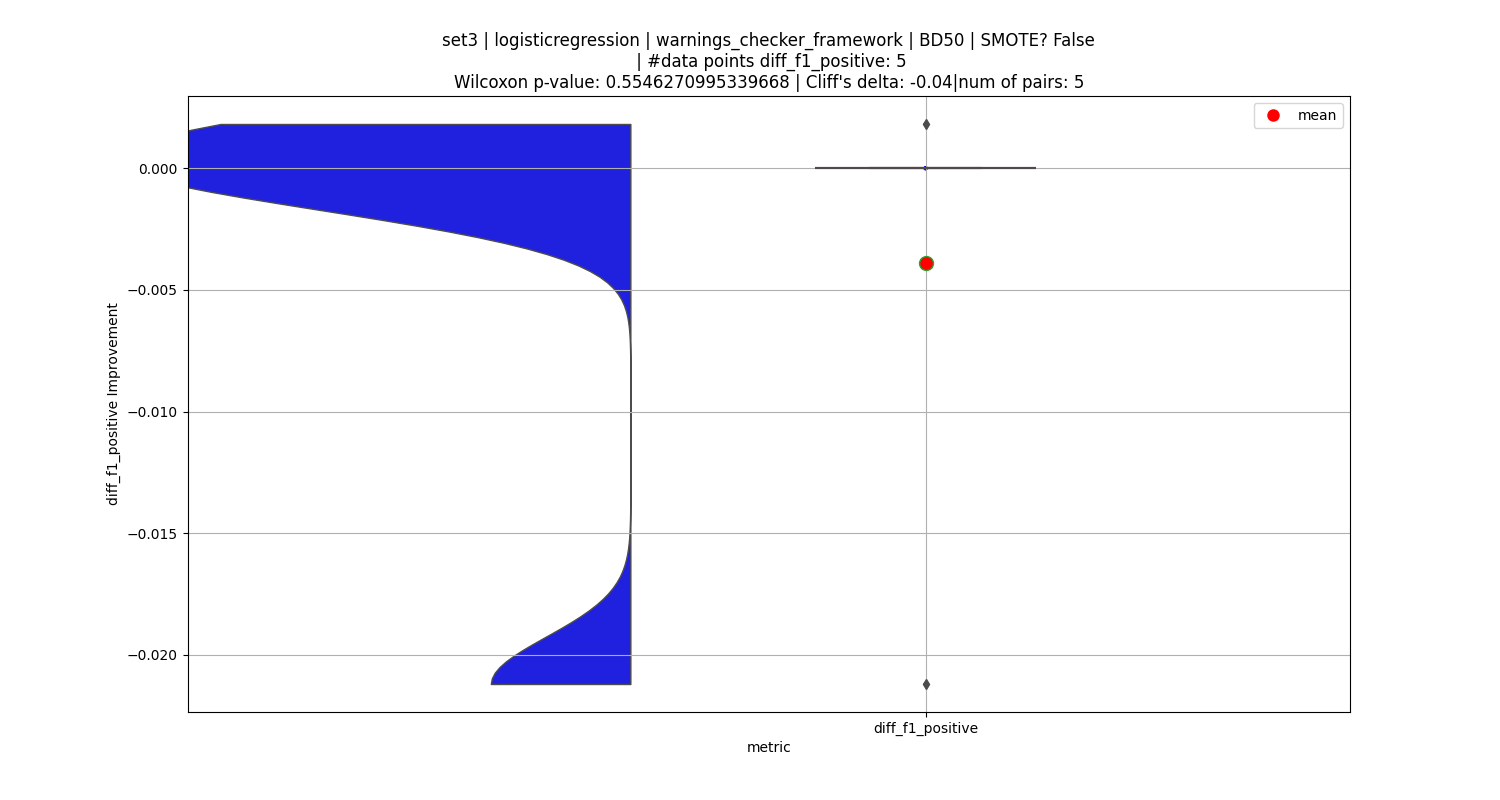 set3 | logisticregression | warnings_checker_framework | BD50 | SMOTE? False
| #data points diff_f1_positive: 5
Wilcoxon p-value: 0.5546270995339668 | Cliff's delta: -0.04|num of pairs: 5
mean
0.000
−0.005
−0.010
−0.015
−0.020
diff_f1_positive Improvement
diff_f1_positive
metric